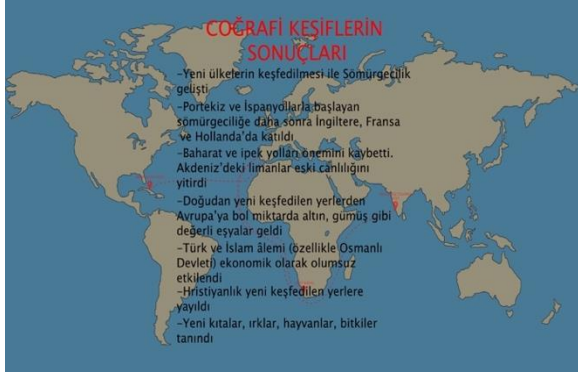 COĞRAFİ KEŞİFLERİN
SONUÇLARI
-Yeni ülkelerin keşfedilmesi ile Sömürgecilik
gelişti
-Portekiz ve İspanyollarla başlayan
sömürgeciliğe daha sonra İngiltere, Fransa
ve Hollanda'da katıldı
-Baharat ve ipek yolları önemini kaybetti.
Akdeniz'deki limanlar eski canlılığını
yitirdi
-Doğudan yeni keşfedilen yerlerden
Avrupa'ya bol miktarda altın, gümüş gibi
değerli eşyalar geldi
-Türk ve İslam âlemi (özellikle Osmanlı
Devleti) ekonomik olarak olumsuz
etkilendi
-Hristiyanlık yeni keşfedilen yerlere
yayıldı
-Yeni kıtalar, ırklar, hayvanlar, bitkiler
tanındı